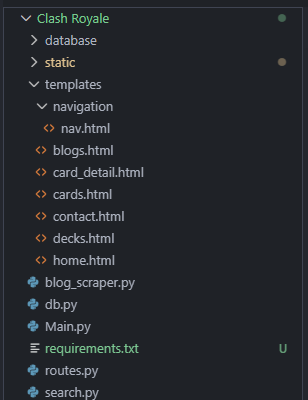 Clash Royale
database
static
templates
navigation
nav.html
blogs.html
card_detail.html
cards.html
contact.html
decks.html
home.html
blog_scraper.py
db.py
Main.py
requirements.txt U
routes.py
search.py